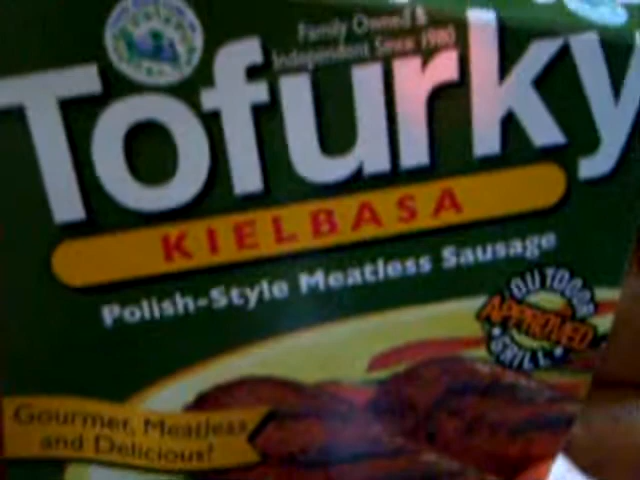 Family Owned &
Independent Since 1980
Tofurky
KIELBASA
Polish-Style Meatless Sausage
OUTDOOR
APPROVED
GRILL
Gourmet, Meatless
and Delicious!